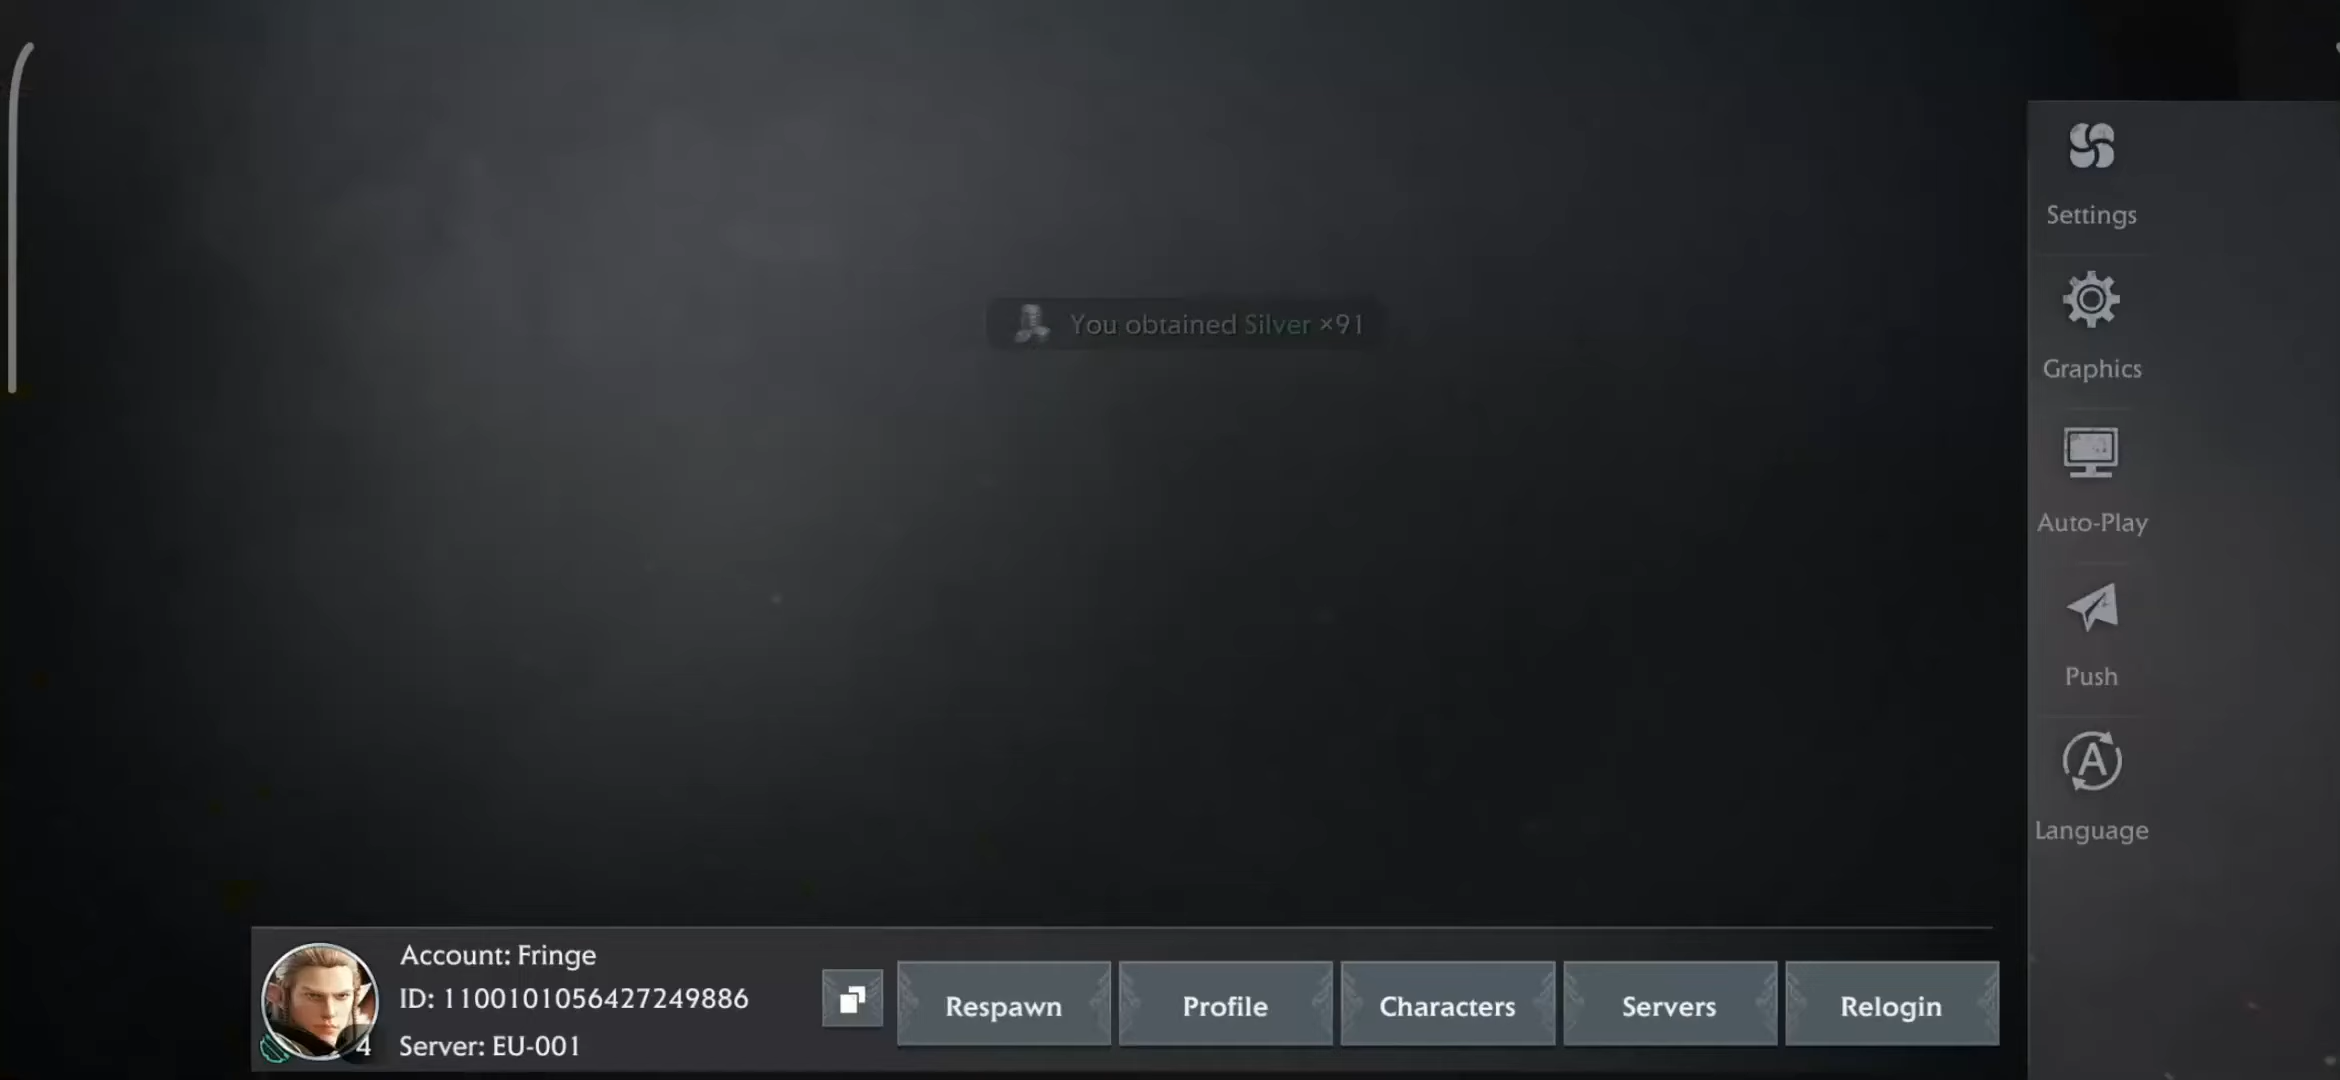 You obtained Silver ×91
Settings
Graphics
Auto-Play
Push
A
Language
Account: Fringe
ID: 1100101056427249886
Server: EU-001
4
Respawn
Profile
Characters
Servers
Relogin